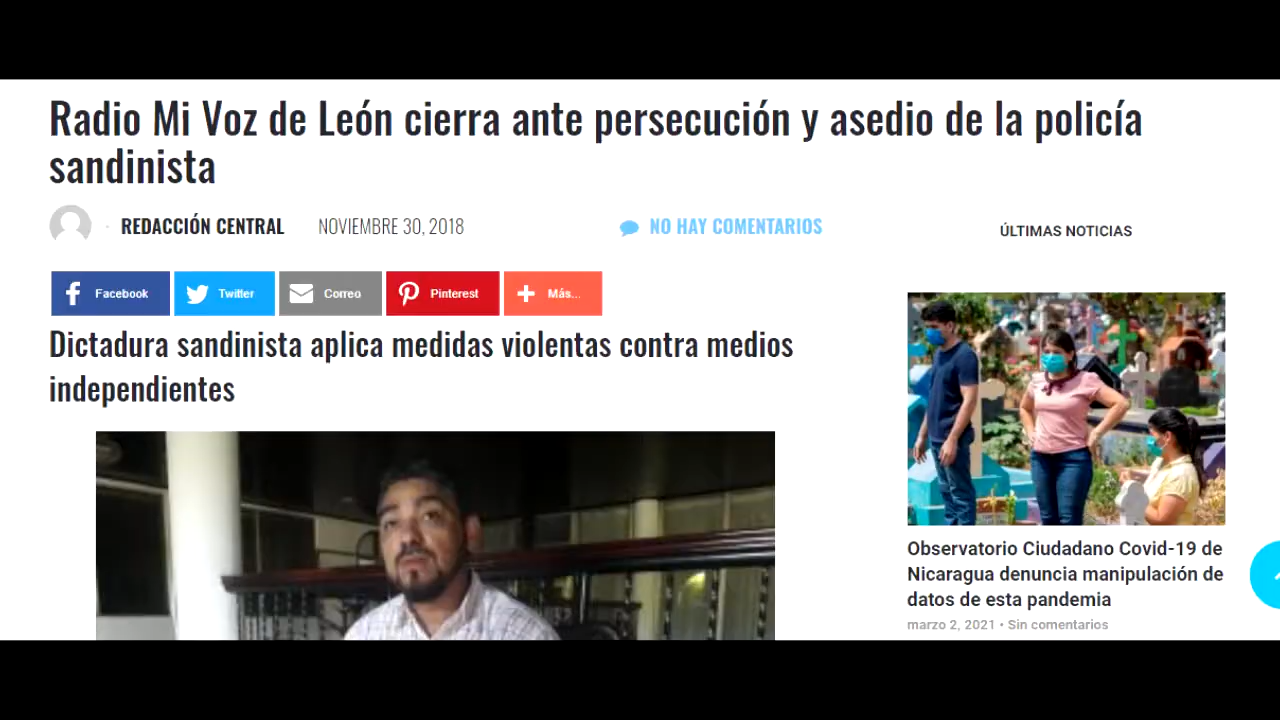 Radio Mi Voz de León cierra ante persecución y asedio de la policía
sandinista
· REDACCIÓN CENTRAL NOVIEMBRE 30, 2018 NO HAY COMENTARIOS
ÚLTIMAS NOTICIAS
Facebook Twitter Correo Pinterest Más...
Dictadura sandinista aplica medidas violentas contra medios
independientes
Observatorio Ciudadano Covid-19 de
Nicaragua denuncia manipulación de
datos de esta pandemia
marzo 2, 2021 • Sin comentarios